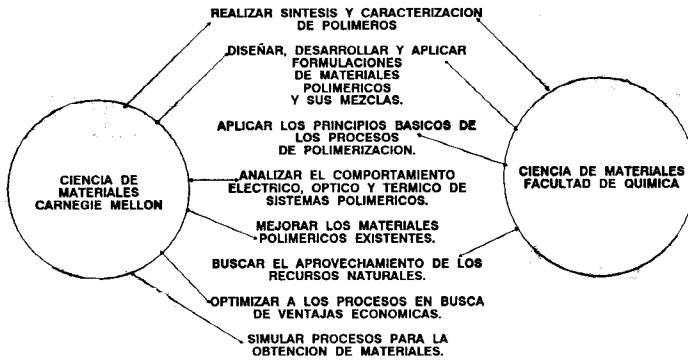 REALIZAR SINTESIS Y CARACTERIZACION
DE POLIMEROS
DISEÑAR, DESARROLLAR Y APLICAR
FORMULACIONES
DE MATERIALES
POLIMERICOS
Y SUS MEZCLAS.
APLICAR LOS PRINCIPIOS BASICOS DE
LOS PROCESOS
DE POLIMERIZACION.
CIENCIA DE
MATERIALES
CARNEGIE MELLON
ANALIZAR EL COMPORTAMIENTO
ELECTRICO, OPTICO Y TERMICO DE
SISTEMAS POLIMERICOS.
CIENCIA DE MATERIALES
FACULTAD DE QUIMICA
MEJORAR LOS MATERIALES
POLIMERICOS EXISTENTES.
BUSCAR EL APROVECHAMIENTO DE LOS
RECURSOS NATURALES.
OPTIMIZAR A LOS PROCESOS EN BUSCA
DE VENTAJAS ECONOMICAS.
SIMULAR PROCESOS PARA LA
OBTENCION DE MATERIALES.